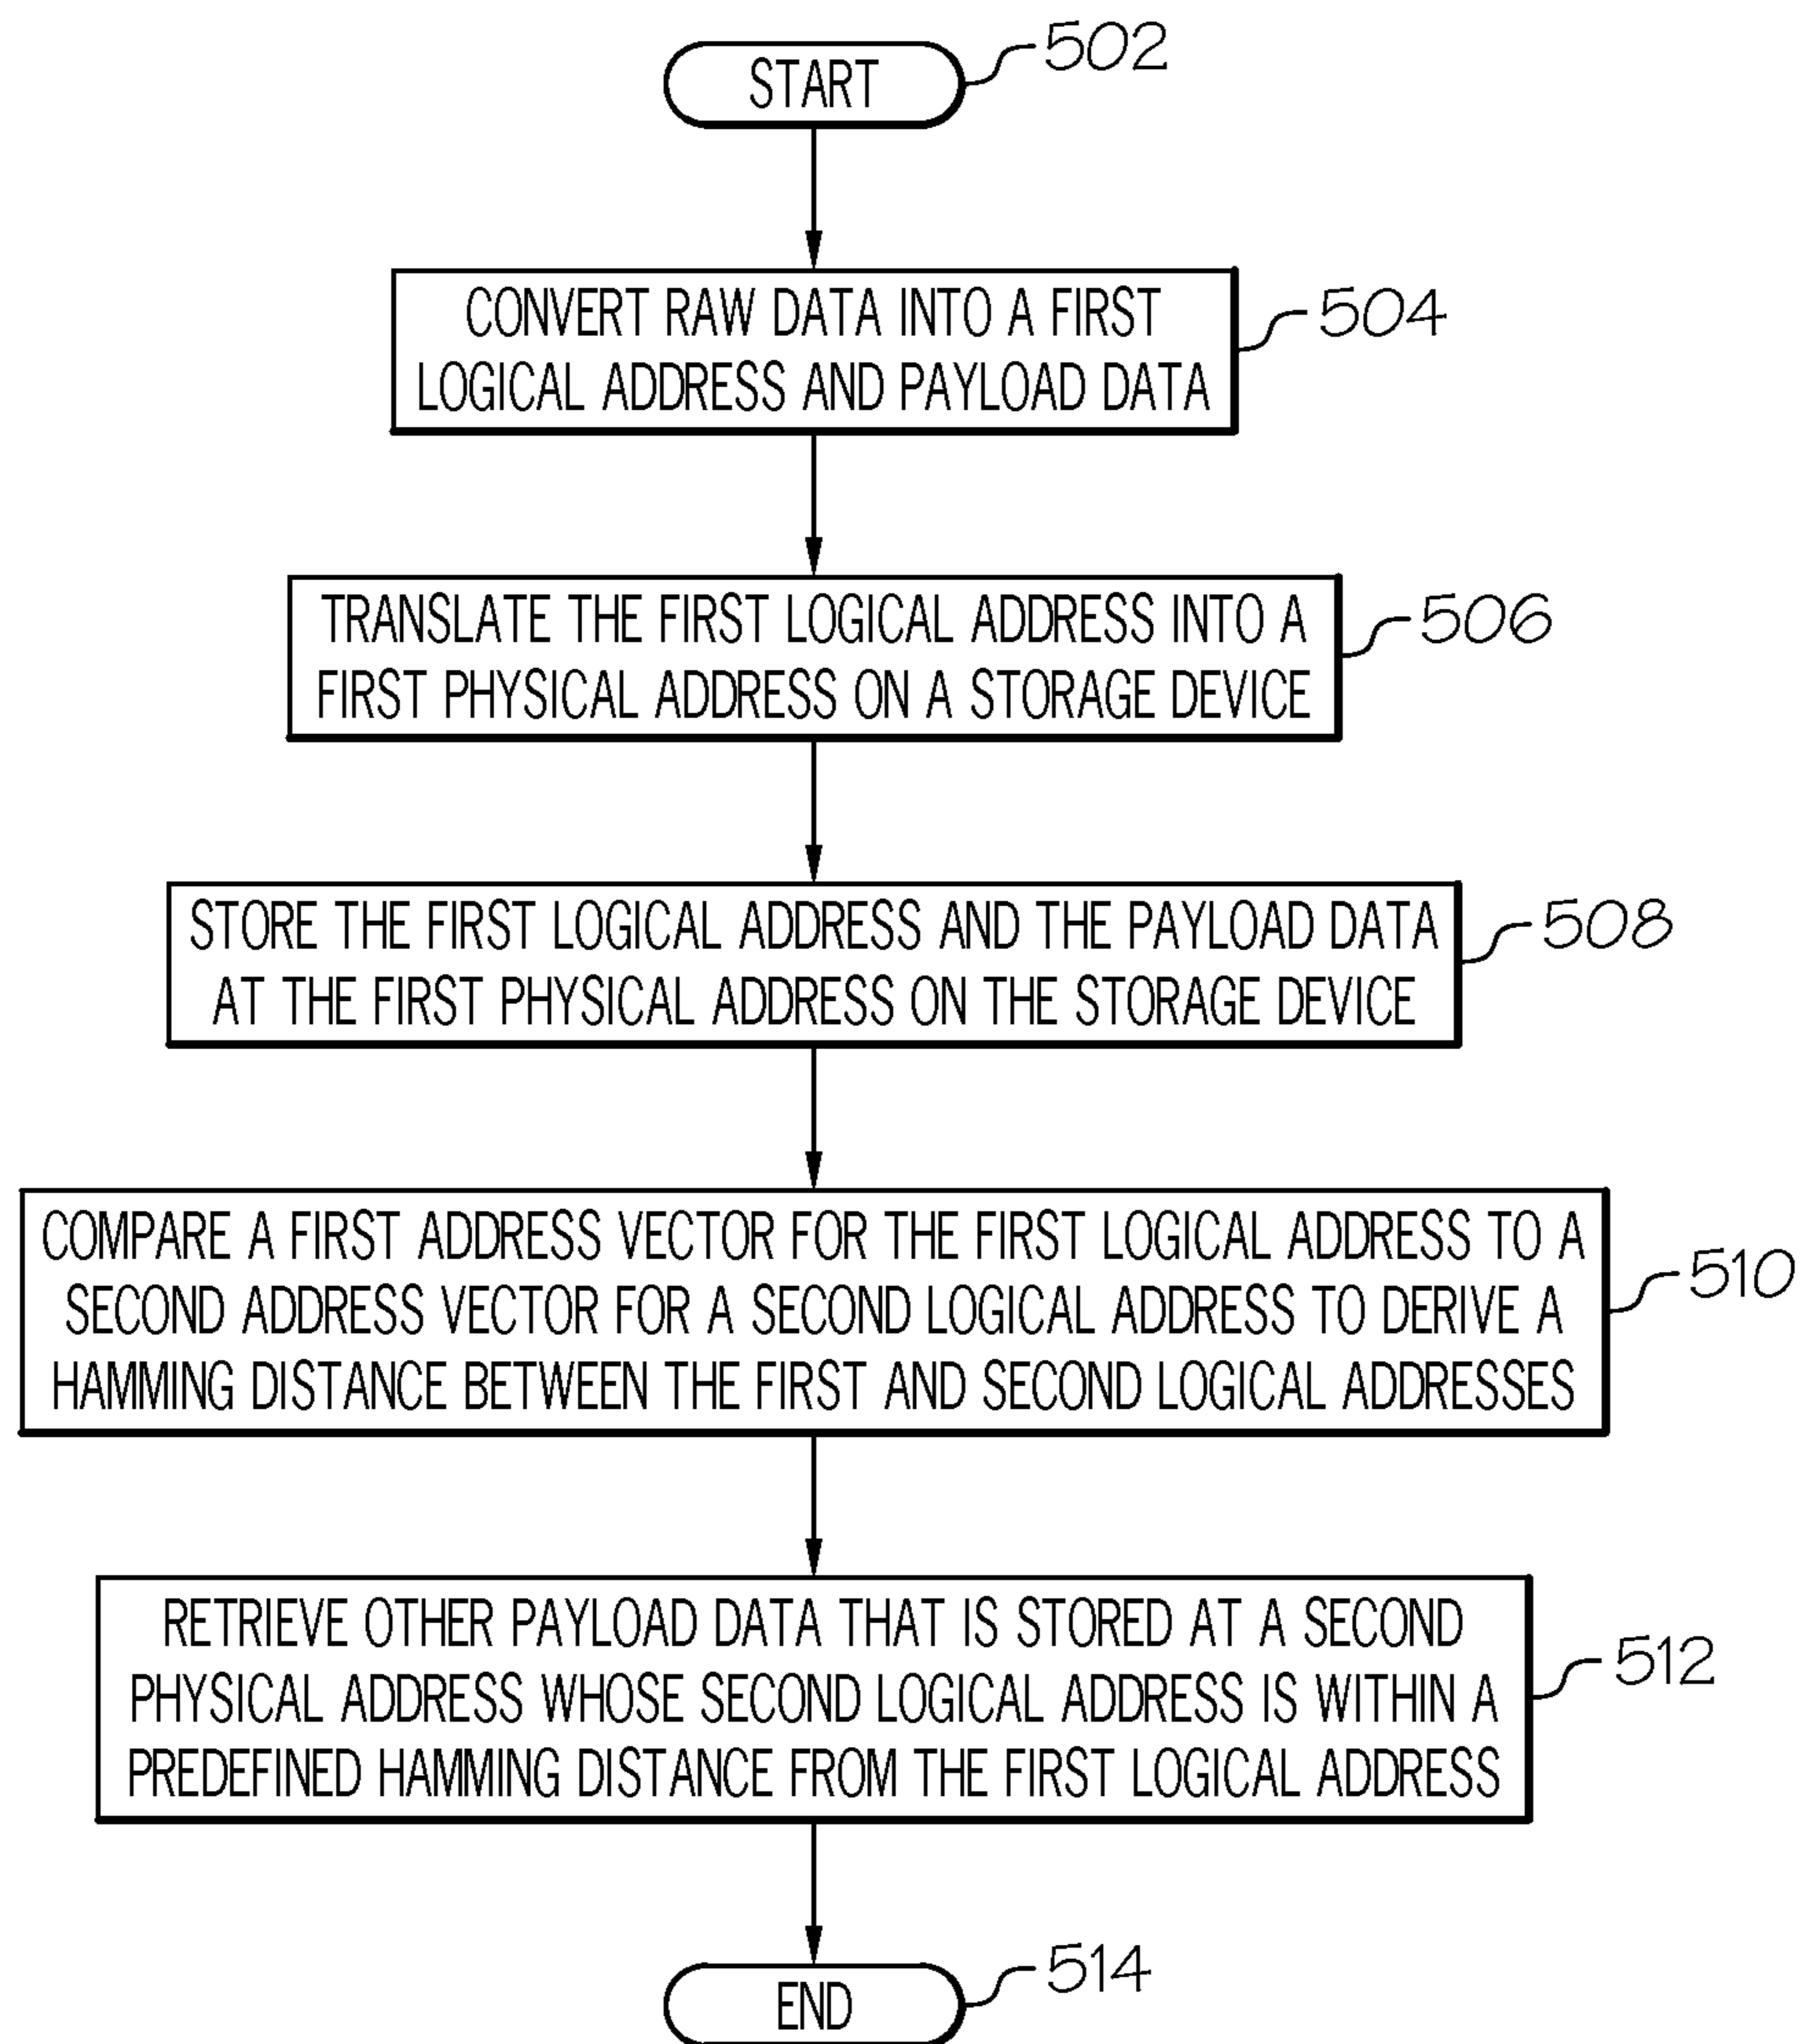 START
502
CONVERT RAW DATA INTO A FIRST
LOGICAL ADDRESS AND PAYLOAD DATA
504
TRANSLATE THE FIRST LOGICAL ADDRESS INTO A
FIRST PHYSICAL ADDRESS ON A STORAGE DEVICE
506
STORE THE FIRST LOGICAL ADDRESS AND THE PAYLOAD DATA
AT THE FIRST PHYSICAL ADDRESS ON THE STORAGE DEVICE
508
COMPARE A FIRST ADDRESS VECTOR FOR THE FIRST LOGICAL ADDRESS TO A
SECOND ADDRESS VECTOR FOR A SECOND LOGICAL ADDRESS TO DERIVE A
HAMMING DISTANCE BETWEEN THE FIRST AND SECOND LOGICAL ADDRESSES
510
RETRIEVE OTHER PAYLOAD DATA THAT IS STORED AT A SECOND
PHYSICAL ADDRESS WHOSE SECOND LOGICAL ADDRESS IS WITHIN A
PREDEFINED HAMMING DISTANCE FROM THE FIRST LOGICAL ADDRESS
512
END
514